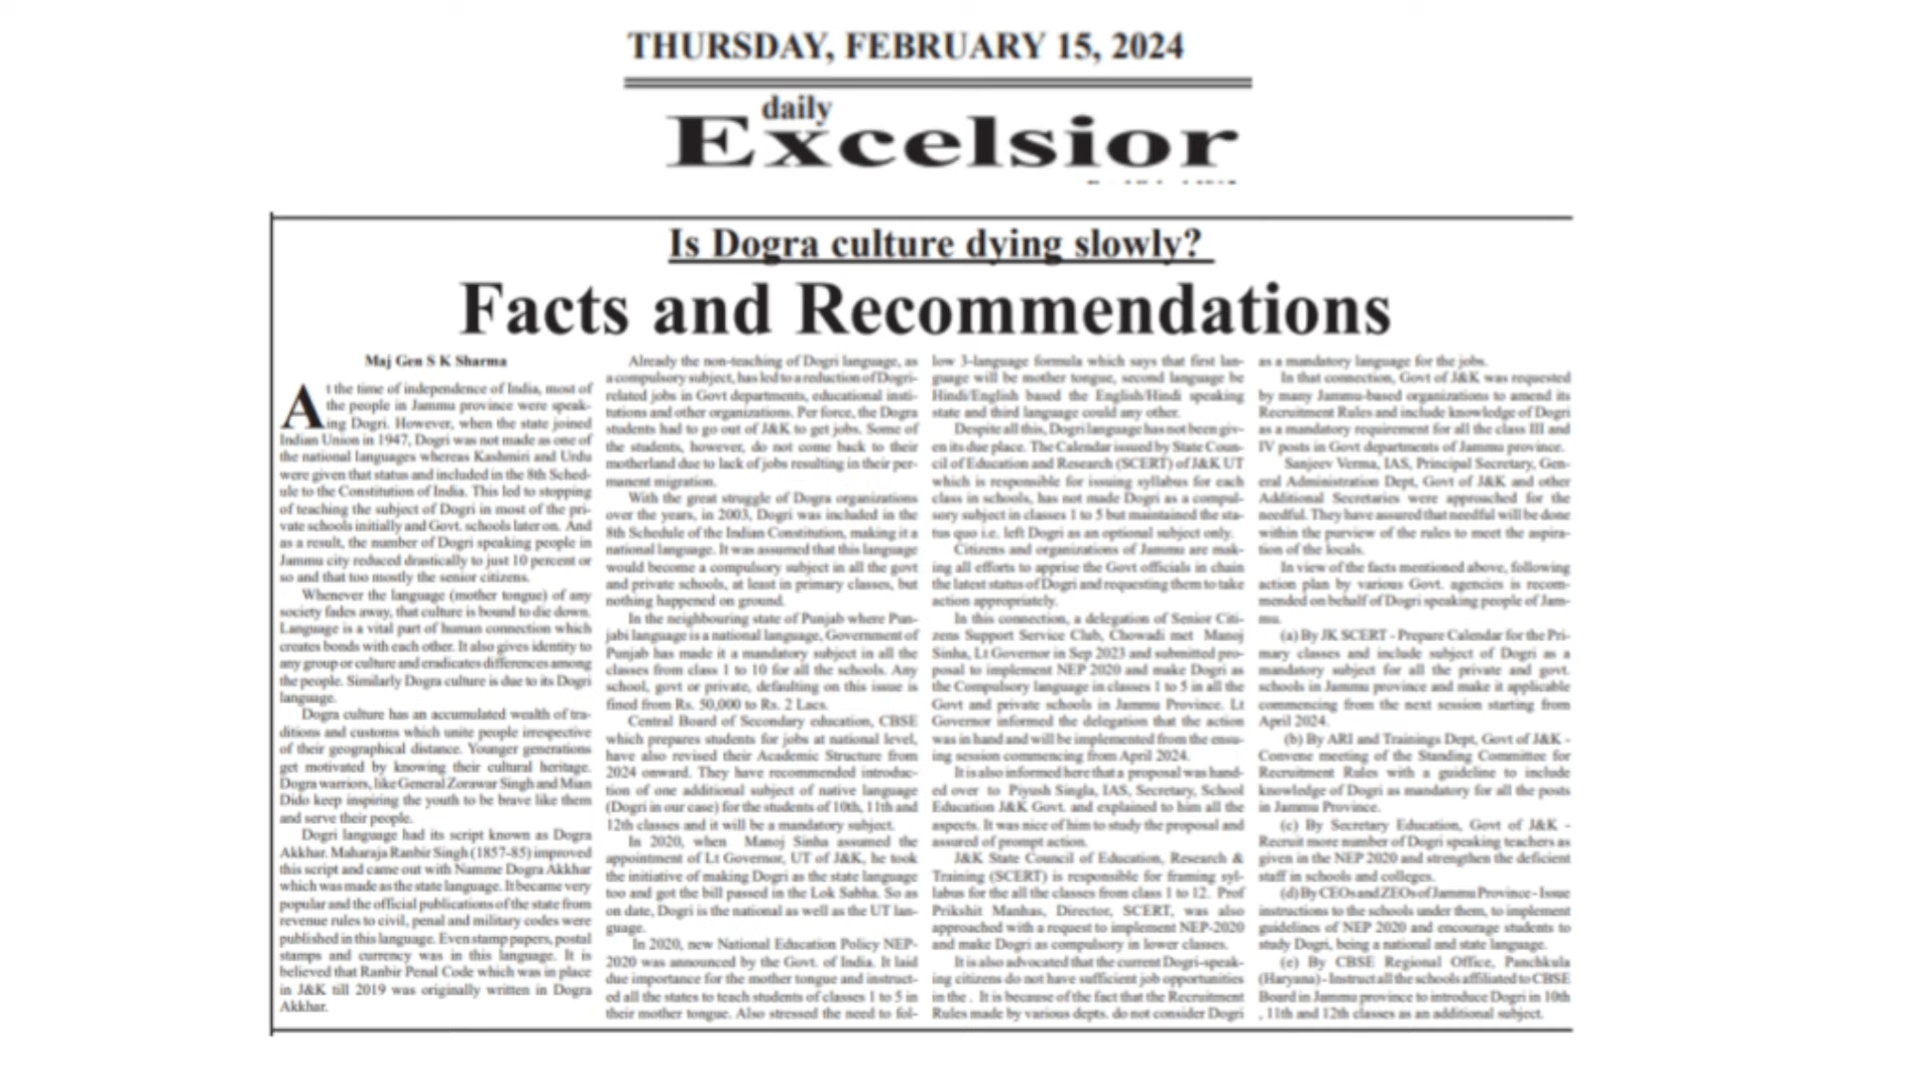 THURSDAY, FEBRUARY 15, 2024
daily
Excelsior
Is Dogra culture dying slowly?
Facts and Recommendations
Maj Gen S K Sharma
At the time of independence of India, most of
the people in Jammu province were speak-
ing Dogri. However, when the state joined
Indian Union in 1947, Dogri was not made as one of
the national languages whereas Kashmiri and Urdu
were given that status and included in the 8th Sched-
ule to the Constitution of India. This led to stopping
of teaching the subject of Dogri in most of the pri-
vate schools initially and Govt. schools later on. And
as a result, the number of Dogri speaking people in
Jammu city reduced drastically to just 10 percent or
so and that too mostly the senior citizens.
Whenever the language (mother tongue) of any
society fades away, that culture is bound to die down.
Language is a vital part of human connection which
creates bonds with each other. It also gives identity to
any group or culture and eradicates differences among
the people. Similarly Dogra culture is due to its Dogri
language.
Dogra culture has an accumulated wealth of tra-
ditions and customs which unite people irrespective
of their geographical distance. Younger generations
get motivated by knowing their cultural heritage.
Dogra warriors, like General Zorawar Singh and Mian
Dido keep inspiring the youth to be brave like them
and serve their people.
Dogri language had its script known as Dogra
Akkhar. Maharaja Ranbir Singh (1857-85) improved
this script and came out with Namme Dogra Akkhar
which was made as the state language. It became very
popular and the official publications of the state from
revenue rules to civil, penal and military codes were
published in this language. Even stamp papers, postal
stamps and currency was in this language. It is
believed that Ranbir Penal Code which was in place
in J&K till 2019 was originally written in Dogra
Akkhar.
Already the non-teaching of Dogri language, as
a compulsory subject, has led to a reduction of Dogri-
related jobs in Govt departments, educational insti-
tutions and other organizations. Per force, the Dogra
students had to go out of J&K to get jobs. Some of
the students, however, do not come back to their
motherland due to lack of jobs resulting in their per-
manent migration.
With the great struggle of Dogra organizations
over the years, in 2003, Dogri was included in the
8th Schedule of the Indian Constitution, making it a
national language. It was assumed that this language
would become a compulsory subject in all the govt
and private schools, at least in primary classes, but
nothing happened on ground.
In the neighbouring state of Punjab where Pun-
jabi language is a national language, Government of
Punjab has made it a mandatory subject in all the
classes from class 1 to 10 for all the schools. Any
school, govt or private, defaulting on this issue is
fined from Rs. 50,000 to Rs. 2 Lacs.
Central Board of Secondary education, CBSE
which prepares students for jobs at national level,
have also revised their Academic Structure from
2024 onward. They have recommended introduc-
tion of one additional subject of native language
(Dogri in our case) for the students of 10th, 11th and
12th classes and it will be a mandatory subject.
In 2020, when Manoj Sinha assumed the
appointment of Lt Governor, UT of J&K, he took
the initiative of making Dogri as the state language
too and got the bill passed in the Lok Sabha. So as
on date, Dogri is the national as well as the UT lan-
guage.
In 2020, new National Education Policy NEP-
2020 was announced by the Govt. of India. It laid
due importance for the mother tongue and instruct-
ed all the states to teach students of classes 1 to 5 in
their mother tongue. Also stressed the need to fol-
low 3-language formula which says that first lan-
guage will be mother tongue, second language be
Hindi/English based the English/Hindi speaking
state and third language could any other.
Despite all this, Dogri language has not been giv-
en its due place. The Calendar issued by State Coun-
cil of Education and Research (SCERT) of J&K UT
which is responsible for issuing syllabus for each
class in schools, has not made Dogri as a compul-
sory subject in classes 1 to 5 but maintained the sta-
tus quo i.e. left Dogri as an optional subject only.
Citizens and organizations of Jammu are mak-
ing all efforts to apprise the Govt officials in chain
the latest status of Dogri and requesting them to take
action appropriately.
In this connection, a delegation of Senior Citi-
zens Support Service Club, Chowadi met Manoj
Sinha, Lt Governor in Sep 2023 and submitted pro-
posal to implement NEP 2020 and make Dogri as
the Compulsory language in classes 1 to 5 in all the
Govt and private schools in Jammu Province. Lt
Governor informed the delegation that the action
was in hand and will be implemented from the ensu-
ing session commencing from April 2024.
It is also informed here that a proposal was hand-
ed over to Piyush Singla, IAS, Secretary, School
Education J&K Govt. and explained to him all the
aspects. It was nice of him to study the proposal and
assured of prompt action.
J&K State Council of Education, Research &
Training (SCERT) is responsible for framing syl-
labus for the all the classes from class 1 to 12. Prof
Prikshit Manhas, Director, SCERT, was also
approached with a request to implement NEP-2020
and make Dogri as compulsory in lower classes.
It is also advocated that the current Dogri-speak-
ing citizens do not have sufficient job opportunities
in the . It is because of the fact that the Recruitment
Rules made by various depts. do not consider Dogri
as a mandatory language for the jobs.
In that connection, Govt of J&K was requested
by many Jammu-based organizations to amend its
Recruitment Rules and include knowledge of Dogri
as a mandatory requirement for all the class III and
IV posts in Govt departments of Jammu province.
Sanjeev Verma, IAS, Principal Secretary, Gen-
eral Administration Dept, Govt of J&K and other
Additional Secretaries were approached for the
needful. They have assured that needful will be done
within the purview of the rules to meet the aspira-
tion of the locals.
In view of the facts mentioned above, following
action plan by various Govt. agencies is recom-
mended on behalf of Dogri speaking people of Jam-
mu.
(a) By JK SCERT - Prepare Calendar for the Pri-
mary classes and include subject of Dogri as a
mandatory subject for all the private and govt.
schools in Jammu province and make it applicable
commencing from the next session starting from
April 2024.
(b) By ARI and Trainings Dept, Govt of J&K -
Convene meeting of the Standing Committee for
Recruitment Rules with a guideline to include
knowledge of Dogri as mandatory for all the posts
in Jammu Province.
(c) By Secretary Education, Govt of J&K -
Recruit more number of Dogri speaking teachers as
given in the NEP 2020 and strengthen the deficient
staff in schools and colleges.
(d) By CEOs and ZEOs of Jammu Province - Issue
instructions to the schools under them, to implement
guidelines of NEP 2020 and encourage students to
study Dogri, being a national and state language.
(e) By CBSE Regional Office, Panchkula
(Haryana) - Instruct all the schools affiliated to CBSE
Board in Jammu province to introduce Dogri in 10th
, 11th and 12th classes as an additional subject.